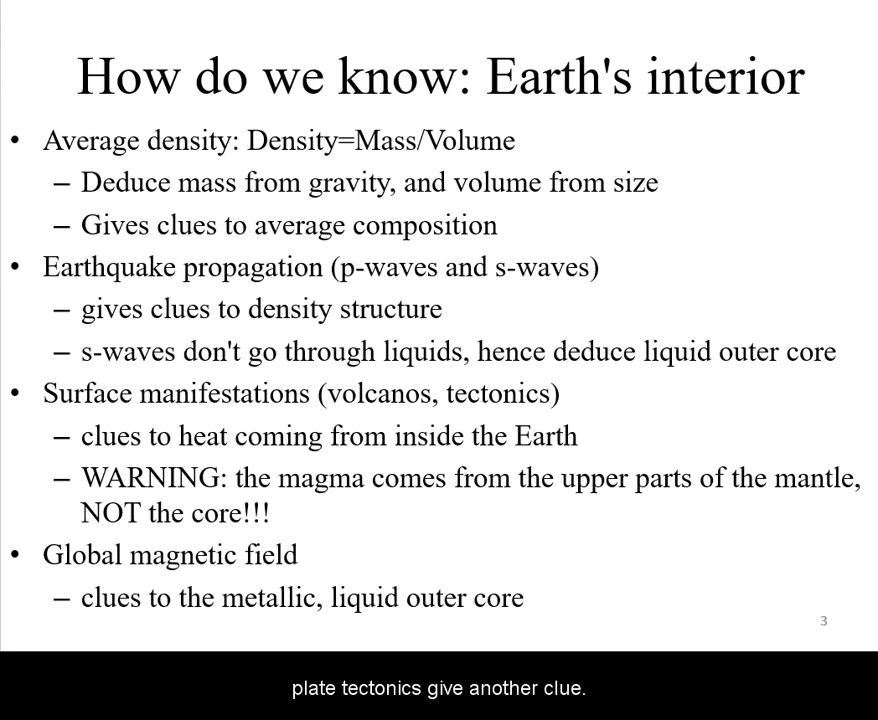 How do we know: Earth's interior
• Average density: Density=Mass/Volume
– Deduce mass from gravity, and volume from size
– Gives clues to average composition
• Earthquake propagation (p-waves and s-waves)
– gives clues to density structure
– s-waves don't go through liquids, hence deduce liquid outer core
• Surface manifestations (volcanos, tectonics)
– clues to heat coming from inside the Earth
– WARNING: the magma comes from the upper parts of the mantle,
NOT the core!!!
• Global magnetic field
– clues to the metallic, liquid outer core
3
plate tectonics give another clue.